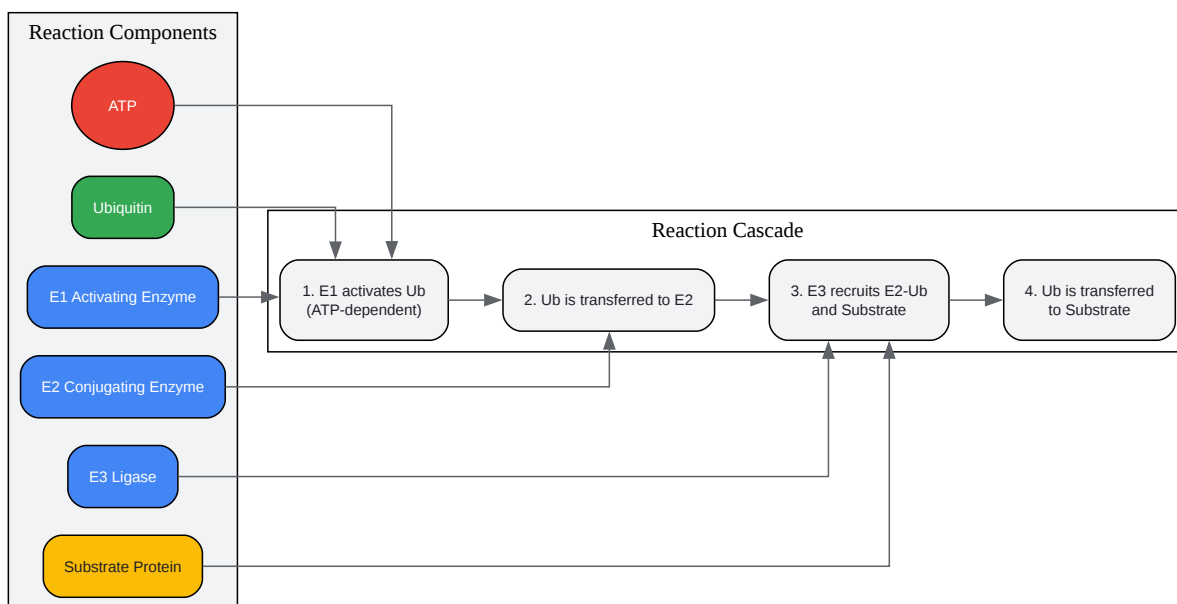 Reaction Components
ATP
Ubiquitin
E1 Activating Enzyme
E2 Conjugating Enzyme
E3 Ligase
Substrate Protein
Reaction Cascade
1. E1 activates Ub
(ATP-dependent)
2. Ub is transferred to E2
3. E3 recruits E2-Ub
and Substrate
4. Ub is transferred
to Substrate